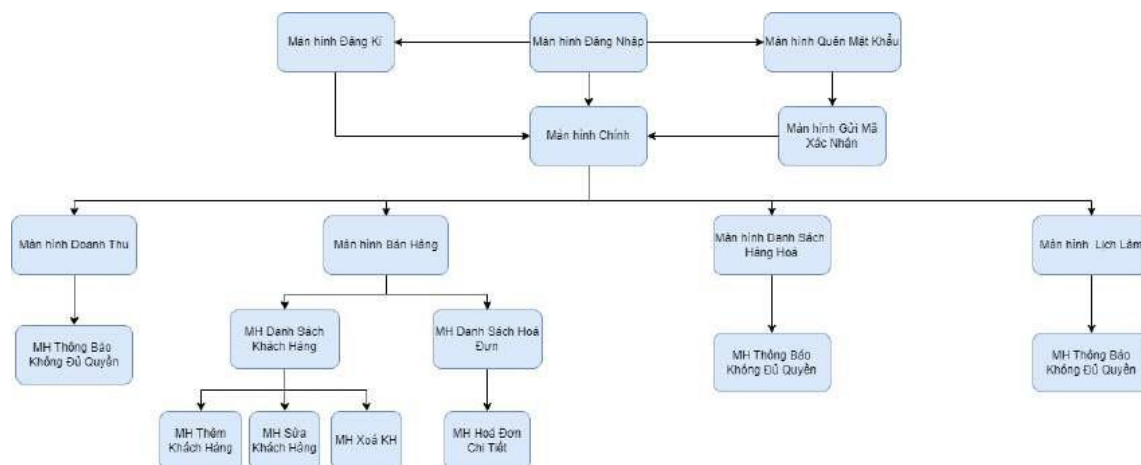 Màn hình Đăng Kí
Màn hình Đăng Nhập
Màn hình Quên Mật Khẩu
Màn hình Chính
Màn hình Gửi Mã
Xác Nhận
Màn hình Doanh Thu
Màn hình Bán Hàng
Màn hình Danh Sách
Hàng Hoá
Màn hình Lịch Làm
MH Thông Báo
Không Đủ Quyền
MH Danh Sách
Khách Hàng
MH Danh Sách Hoá
Đơn
MH Thông Báo
Không Đủ Quyền
MH Thông Báo
Không Đủ Quyền
MH Thêm
Khách Hàng
MH Sửa
Khách Hàng
MH Xoá KH
MH Hoá Đơn
Chi Tiết